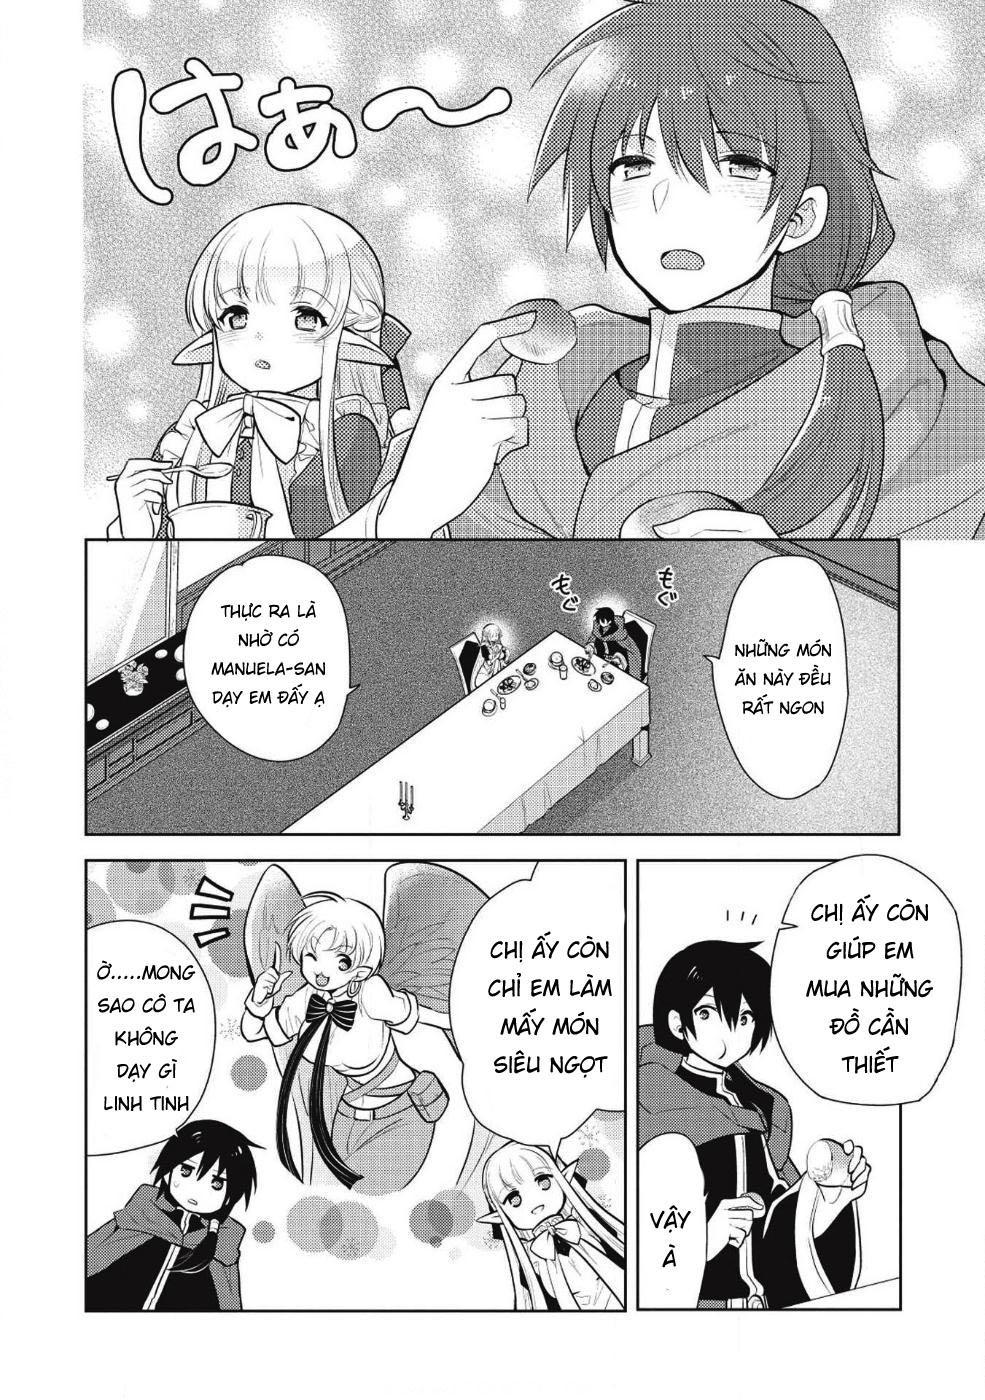 はぁ〜
もぐ
もぐ
NHỮNG MÓN
ĂN NÀY ĐỀU
RẤT NGON
THỰC RA LÀ
NHỜ CÓ
MANUELA-SAN
DẠY EM ĐẤY Ạ
CHỊ ẤY CÒN
GIÚP EM
MUA NHỮNG
ĐỒ CẦN
THIẾT
VẬY
À
CHỊ ẤY CÒN
CHỈ EM LÀM
MẤY MÓN
SIÊU NGỌT
Ờ.....MONG
SAO CÔ TA
KHÔNG
DẠY GÌ
LINH TINH